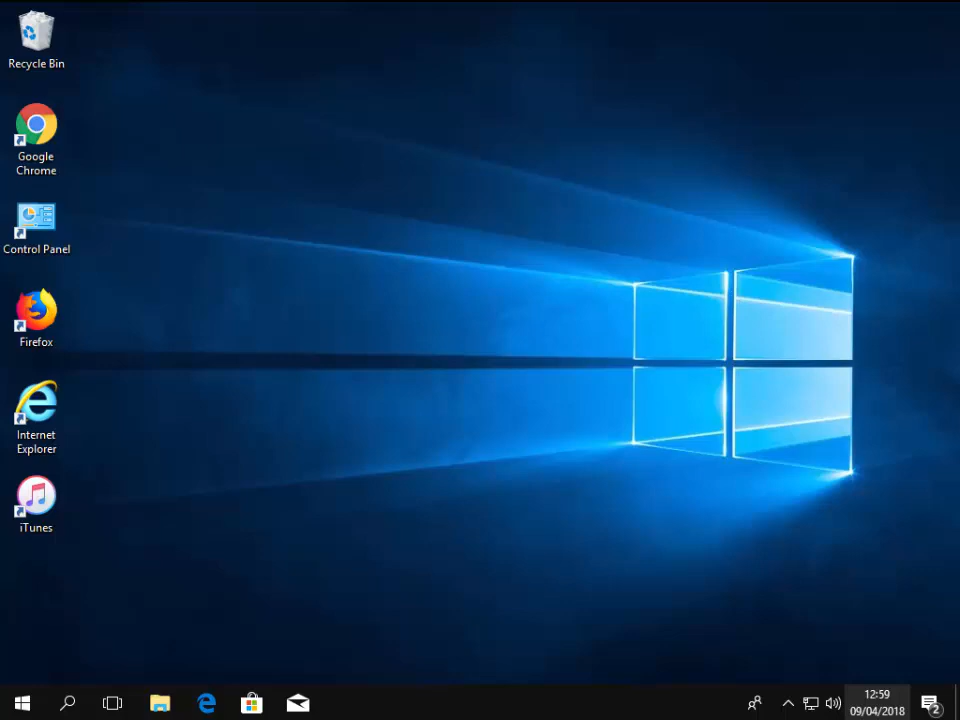 Recycle Bin
Google
Chrome
Control Panel
Firefox
Internet
Explorer
iTunes
12:59
09/04/2018
2